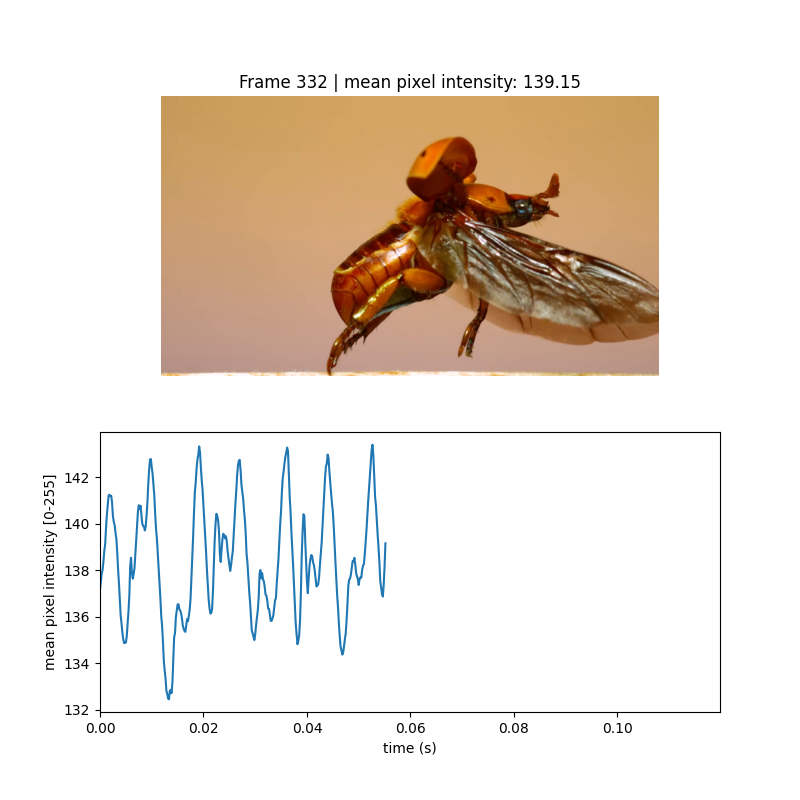 Frame 332 | mean pixel intensity: 139.15
142
140
138
136
134
132
mean pixel intensity [0-255]
0.00 0.02 0.04 0.06 0.08 0.10
time (s)